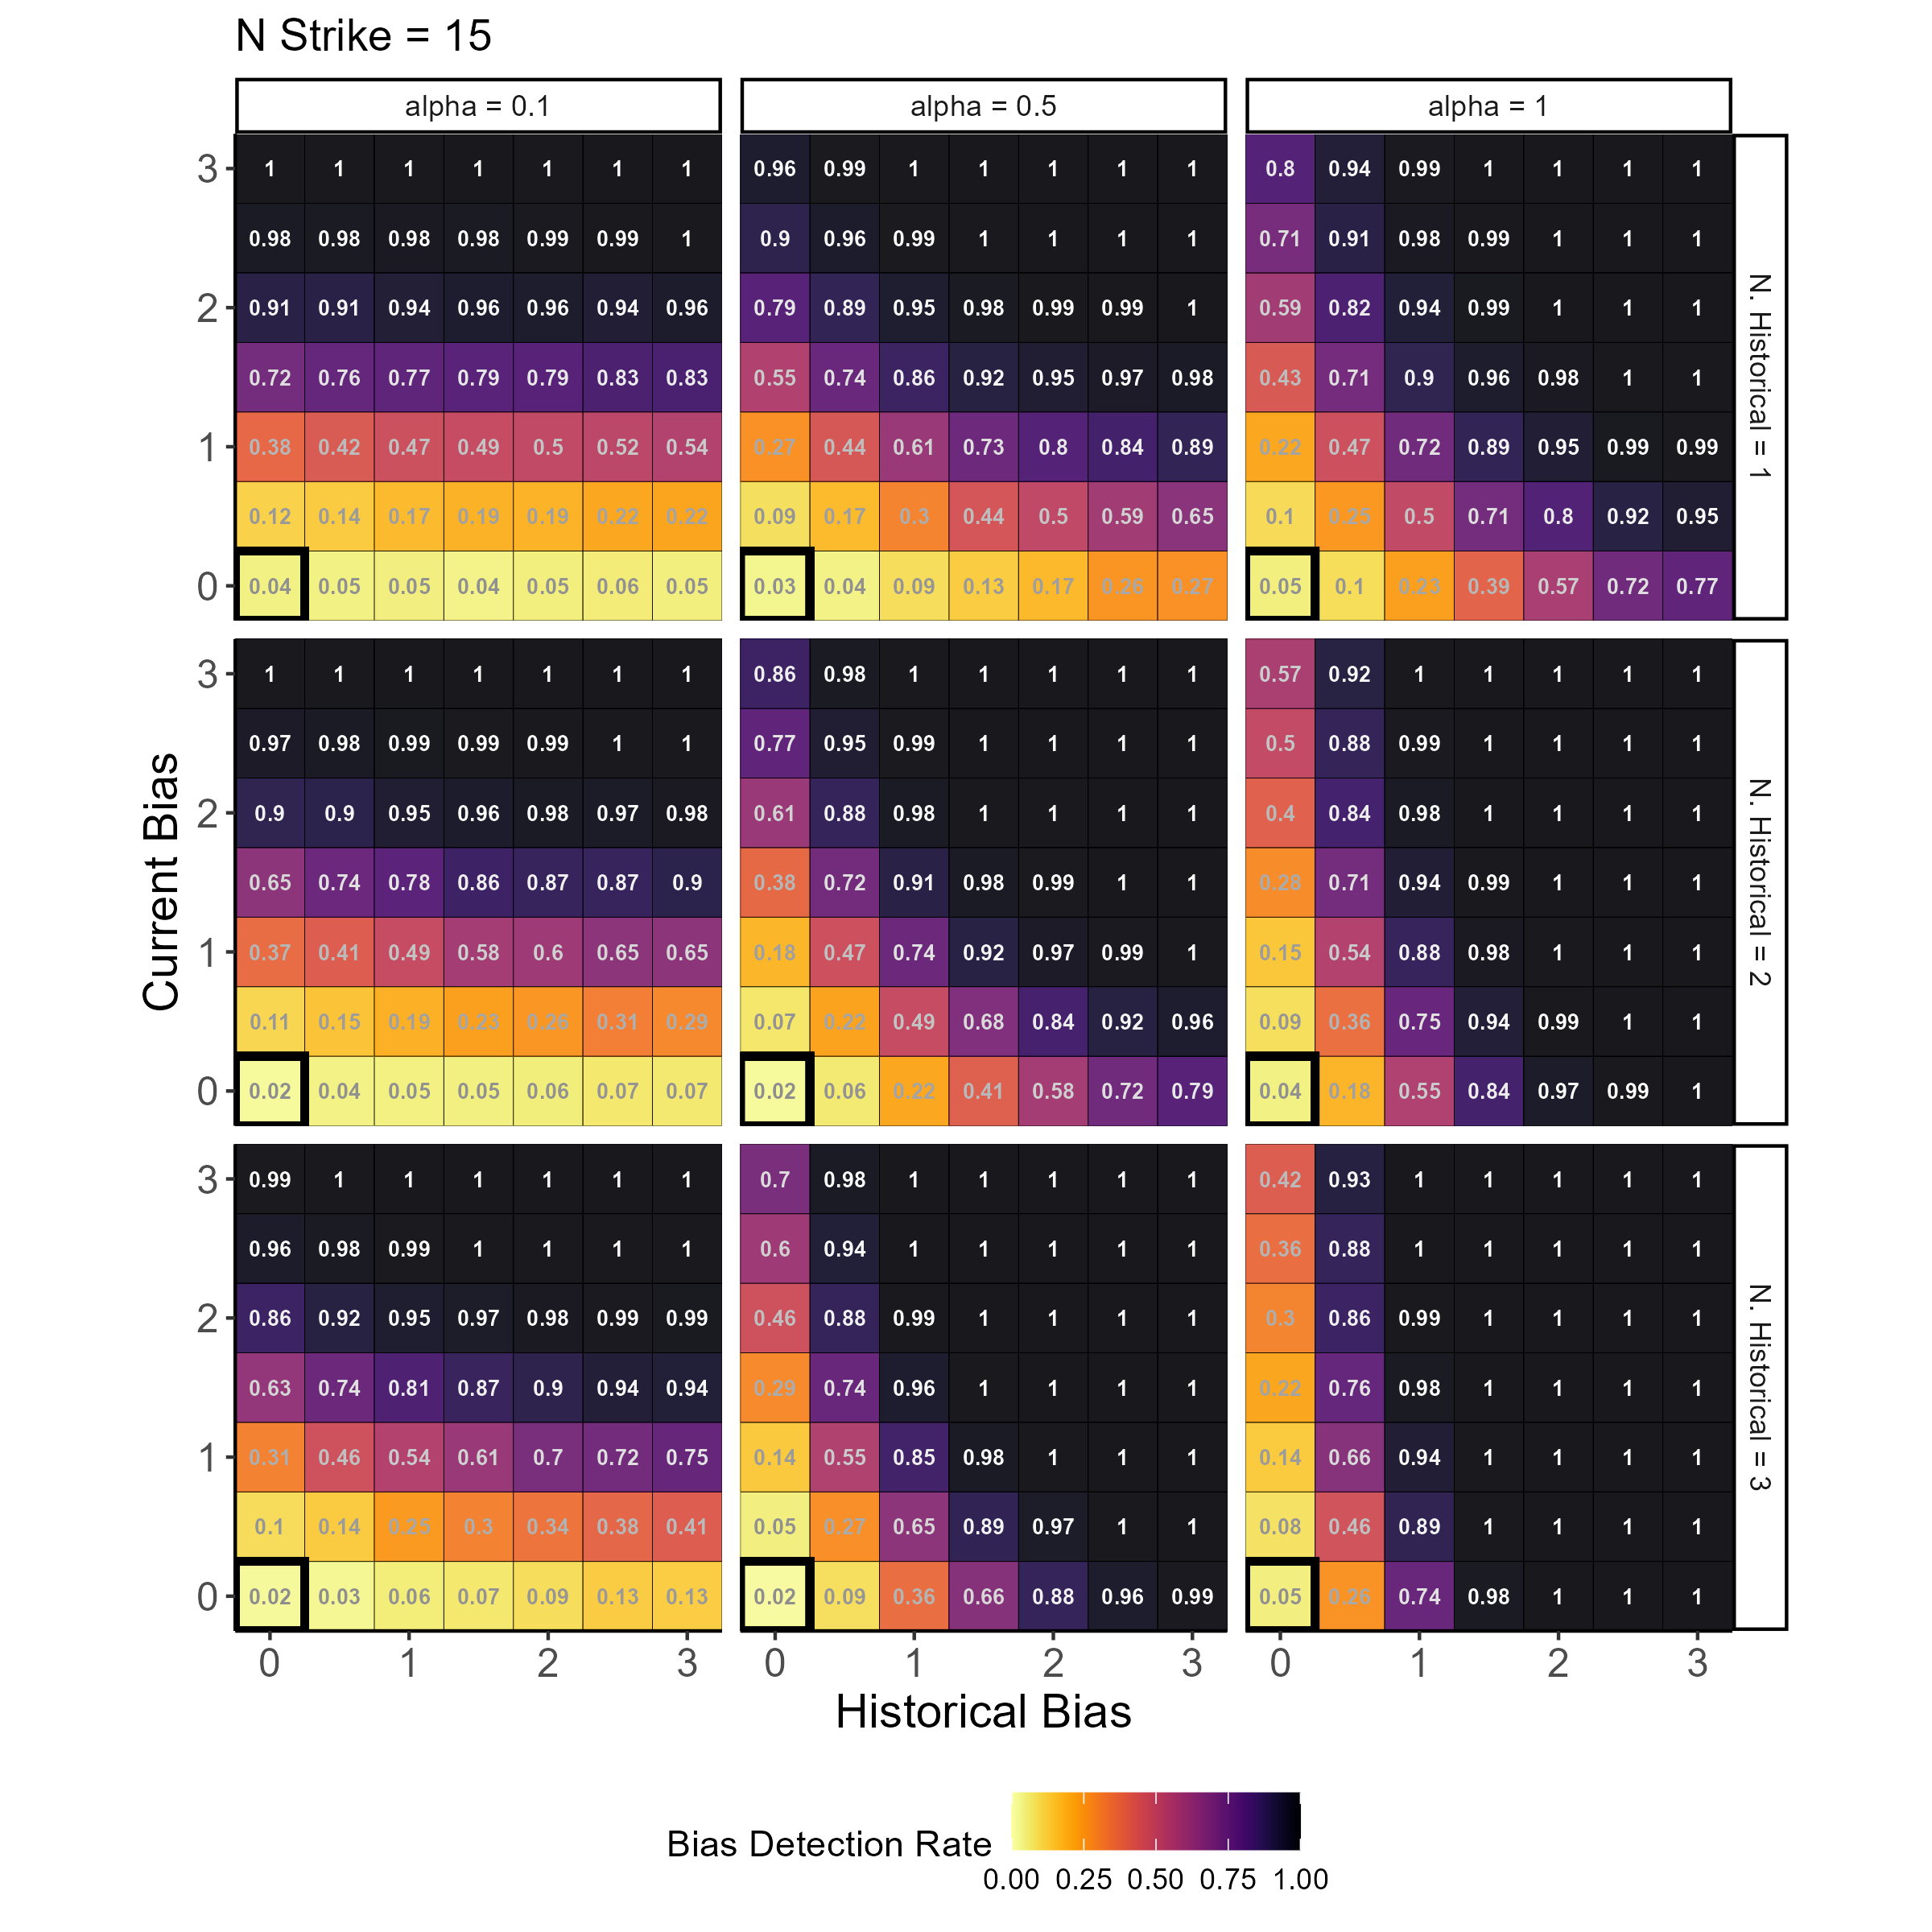 N Strike = 15
alpha = 0.1 alpha = 0.5 alpha = 1
3 1 1 1 1 1 1 1 0.96 0.99 1 1 1 1 1 0.8 0.94 0.99 1 1 1 1
0.98 0.98 0.98 0.98 0.99 0.99 1 0.9 0.96 0.99 1 1 1 1 0.71 0.91 0.98 0.99 1 1 1
2 0.91 0.91 0.94 0.96 0.96 0.94 0.96 0.79 0.89 0.95 0.98 0.99 0.99 1 0.59 0.82 0.94 0.99 1 1 1
0.72 0.76 0.77 0.79 0.79 0.83 0.83 0.55 0.74 0.86 0.92 0.95 0.97 0.98 0.43 0.71 0.9 0.96 0.98 1 1
1 0.38 0.42 0.47 0.49 0.5 0.52 0.54 0.27 0.44 0.61 0.73 0.8 0.84 0.89 0.22 0.47 0.72 0.89 0.95 0.99 0.99
0.12 0.14 0.17 0.19 0.19 0.22 0.22 0.09 0.17 0.3 0.44 0.5 0.59 0.65 0.1 0.25 0.5 0.71 0.8 0.92 0.95
0 0.04 0.05 0.05 0.04 0.05 0.06 0.05 0.03 0.04 0.09 0.13 0.17 0.26 0.27 0.05 0.1 0.23 0.39 0.57 0.72 0.77
N. Historical = 1
3 1 1 1 1 1 1 1 0.86 0.98 1 1 1 1 1 0.57 0.92 1 1 1 1 1
0.97 0.98 0.99 0.99 0.99 1 1 0.77 0.95 0.99 1 1 1 1 0.5 0.88 0.99 1 1 1 1
2 0.9 0.9 0.95 0.96 0.98 0.97 0.98 0.61 0.88 0.98 1 1 1 1 0.4 0.84 0.98 1 1 1 1
0.65 0.74 0.78 0.86 0.87 0.87 0.9 0.38 0.72 0.91 0.98 0.99 1 1 0.28 0.71 0.94 0.99 1 1 1
1 0.37 0.41 0.49 0.58 0.6 0.65 0.65 0.18 0.47 0.74 0.92 0.97 0.99 1 0.15 0.54 0.88 0.98 1 1 1
0.11 0.15 0.19 0.23 0.26 0.31 0.29 0.07 0.22 0.49 0.68 0.84 0.92 0.96 0.09 0.36 0.75 0.94 0.99 1 1
0 0.02 0.04 0.05 0.05 0.06 0.07 0.07 0.02 0.06 0.22 0.41 0.58 0.72 0.79 0.04 0.18 0.55 0.84 0.97 0.99 1
N. Historical = 2
Current Bias
3 0.99 1 1 1 1 1 1 0.7 0.98 1 1 1 1 1 0.42 0.93 1 1 1 1 1
0.96 0.98 0.99 1 1 1 1 0.6 0.94 1 1 1 1 1 0.36 0.88 1 1 1 1 1
2 0.86 0.92 0.95 0.97 0.98 0.99 0.99 0.46 0.88 0.99 1 1 1 1 0.3 0.86 0.99 1 1 1 1
0.63 0.74 0.81 0.87 0.9 0.94 0.94 0.29 0.74 0.96 1 1 1 1 0.22 0.76 0.98 1 1 1 1
1 0.31 0.46 0.54 0.61 0.7 0.72 0.75 0.14 0.55 0.85 0.98 1 1 1 0.14 0.66 0.94 1 1 1 1
0.1 0.14 0.25 0.3 0.34 0.38 0.41 0.05 0.27 0.65 0.89 0.97 1 1 0.08 0.46 0.89 1 1 1 1
0 0.02 0.03 0.06 0.07 0.09 0.13 0.13 0.02 0.09 0.36 0.66 0.88 0.96 0.99 0.05 0.26 0.74 0.98 1 1 1
N. Historical = 3
0 1 2 3 0 1 2 3 0 1 2 3
Historical Bias
Bias Detection Rate
0.00 0.25 0.50 0.75 1.00